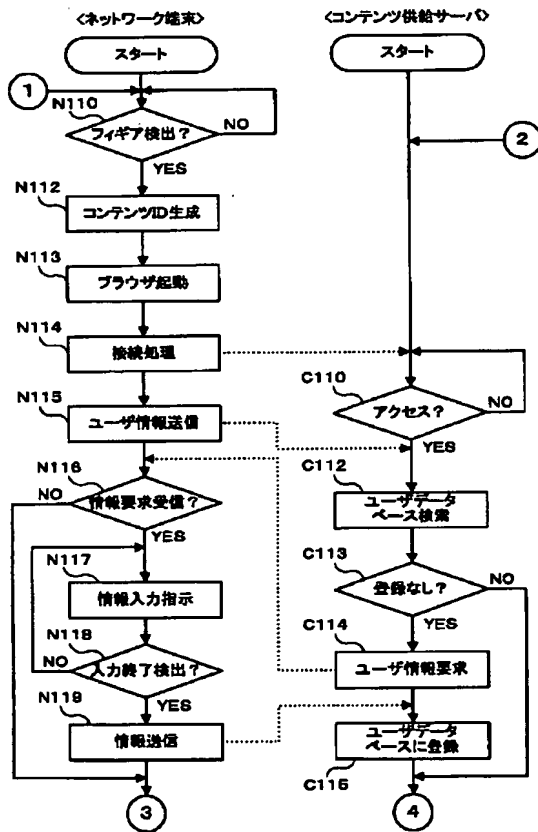 <ネットワーク端末>
スタート
1
N110
フィギア検出?
NO
YES
N112
コンテンツID生成
N113
ブラウザ起動
N114
接続処理
N115
ユーザ情報送信
N116
NO
情報要求受信?
YES
N117
情報入力指示
N118
NO
入力終了検出?
YES
N119
情報送信
3
<コンテンツ供給サーバ>
スタート
2
C110
アクセス?
NO
YES
C112
ユーザデータ
ベース検索
C113
登録なし?
NO
YES
C114
ユーザ情報要求
ユーザデータ
ベースに登録
C115
4